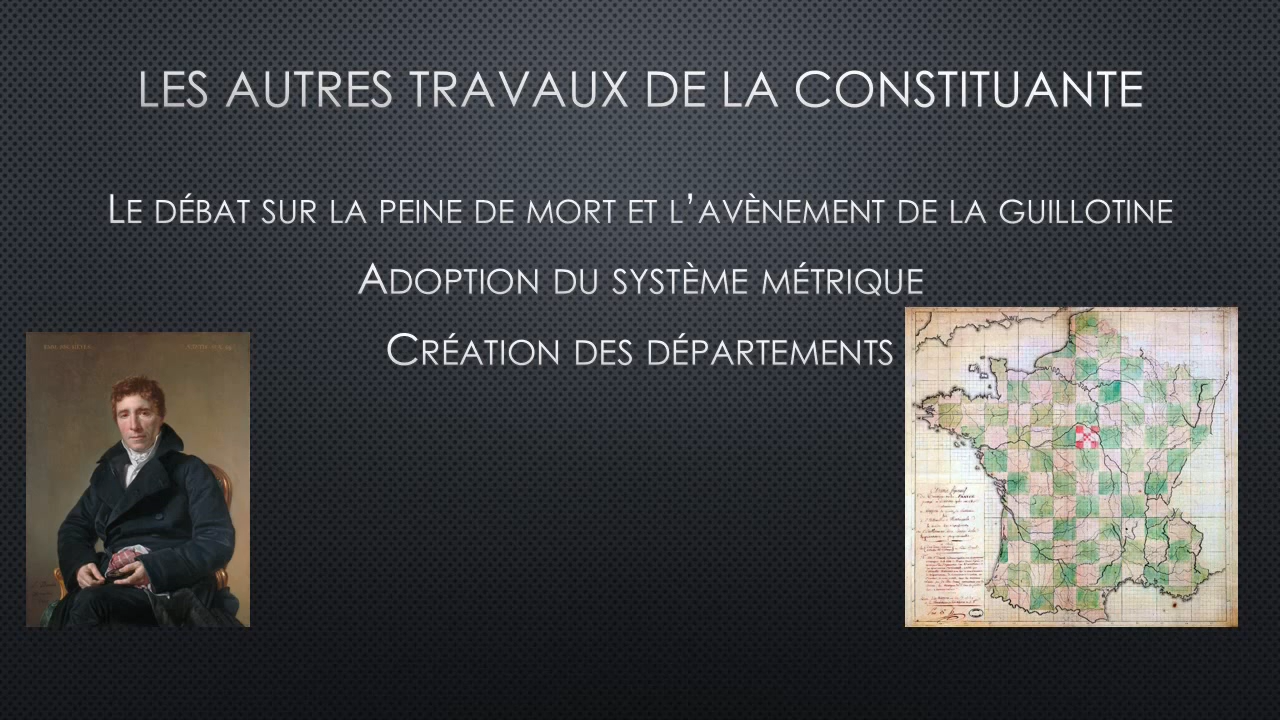 LES AUTRES TRAVAUX DE LA CONSTITUANTE
LE DÉBAT SUR LA PEINE DE MORT ET L’AVÈNEMENT DE LA GUILLOTINE
ADOPTION DU SYSTÈME MÉTRIQUE
CRÉATION DES DÉPARTEMENTS